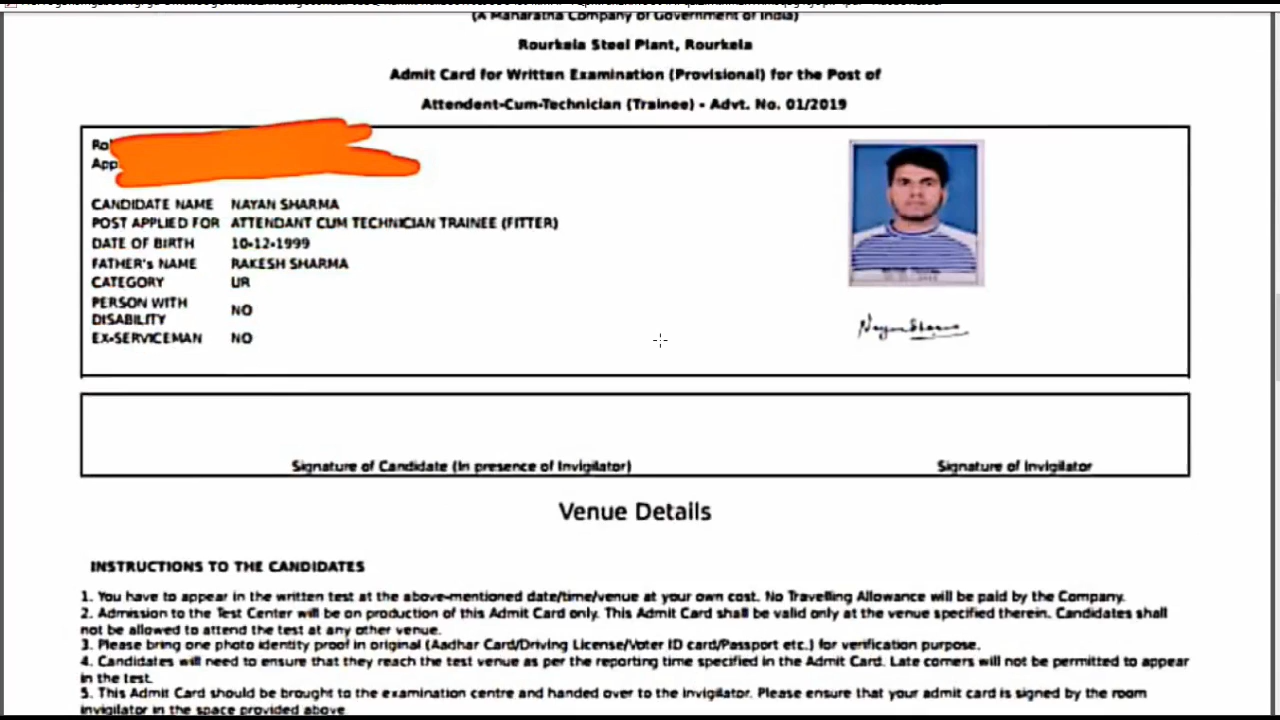 (A Maharatna Company of Government of India)
Rourkela Steel Plant, Rourkela
Admit Card for Written Examination (Provisional) for the Post of
Attendent-Cum-Technician (Trainee) - Advt. No. 01/2019
Rol
App
CANDIDATE NAME NAYAN SHARMA
POST APPLIED FOR ATTENDANT CUM TECHNICIAN TRAINEE (FITTER)
DATE OF BIRTH 10-12-1999
FATHER's NAME RAKESH SHARMA
CATEGORY UR
PERSON WITH
DISABILITY NO
EX-SERVICEMAN NO
Nayan Sharma
Signature of Candidate (In presence of Invigilator) Signature of Invigilator
Venue Details
INSTRUCTIONS TO THE CANDIDATES
1. You have to appear in the written test at the above-mentioned date/time/venue at your own cost. No Travelling Allowance will be paid by the Company.
2. Admission to the Test Center will be on production of this Admit Card only. This Admit Card shall be valid only at the venue specified therein. Candidates shall
not be allowed to attend the test at any other venue.
3. Please bring one photo identity proof in original (Aadhar Card/Driving License/Voter ID card/Passport etc.) for verification purpose.
4. Candidates will need to ensure that they reach the test venue as per the reporting time specified in the Admit Card. Late comers will not be permitted to appear
in the test.
5. This Admit Card should be brought to the examination centre and handed over to the Invigilator. Please ensure that your admit card is signed by the room
invigilator in the space provided above